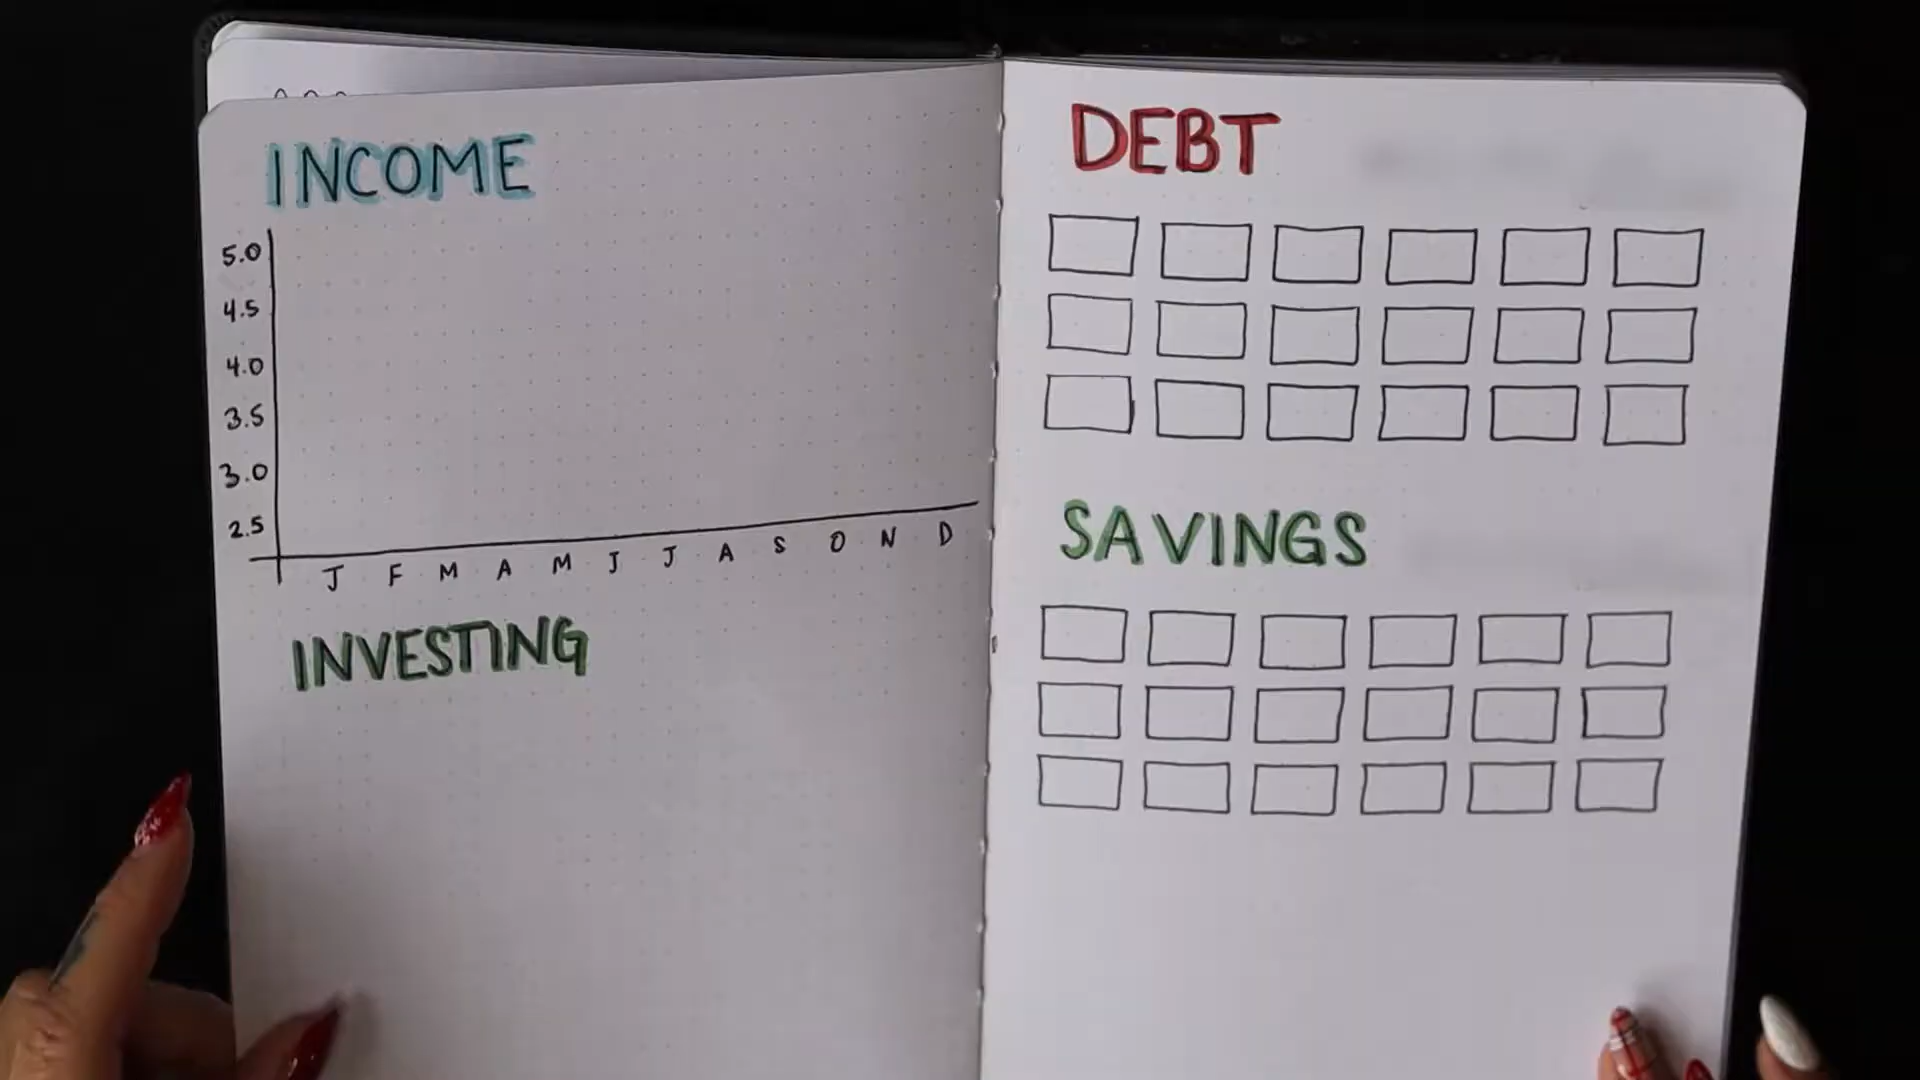 INCOME
5.0
4.5
4.0
3.5
3.0
2.5
J F M A M J J A S O N D
INVESTING
DEBT
SAVINGS